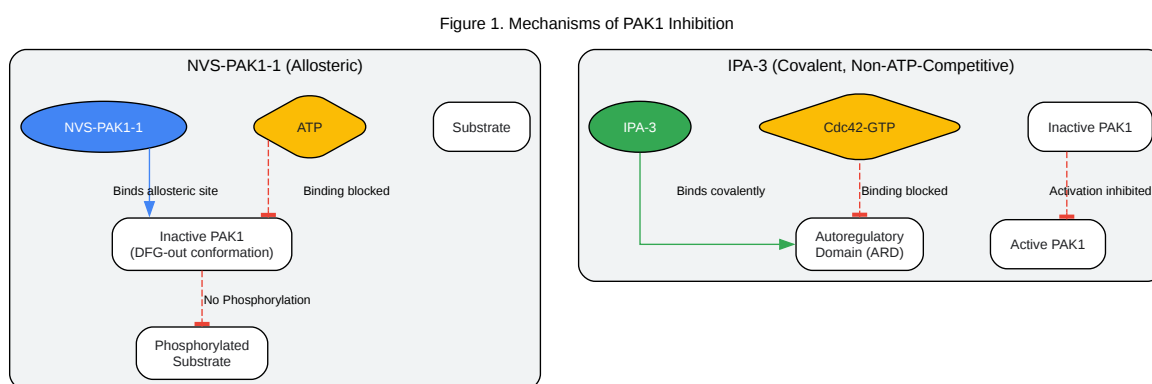 Figure 1. Mechanisms of PAK1 Inhibition
NVS-PAK1-1 (Allosteric)
NVS-PAK1-1
ATP
Substrate
Binds allosteric site
Binding blocked
Inactive PAK1
(DFG-out conformation)
No Phosphorylation
Phosphorylated
Substrate
IPA-3 (Covalent, Non-ATP-Competitive)
IPA-3
Cdc42-GTP
Inactive PAK1
Binds covalently
Binding blocked
Activation inhibited
Autoregulatory
Domain (ARD)
Active PAK1